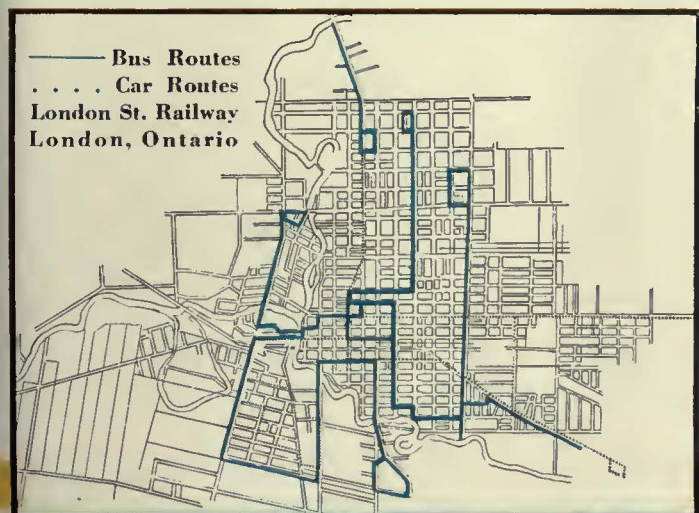 Bus Routes
. . . . Car Routes
London St. Railway
London, Ontario